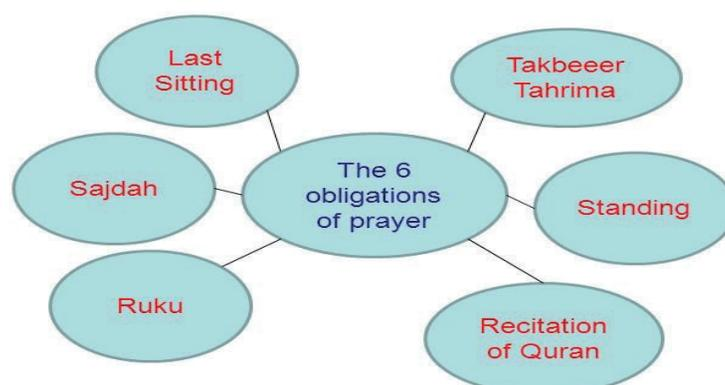 The 6
obligations
of prayer
Takbeeer
Tahrima
Standing
Recitation
of Quran
Ruku
Sajdah
Last
Sitting